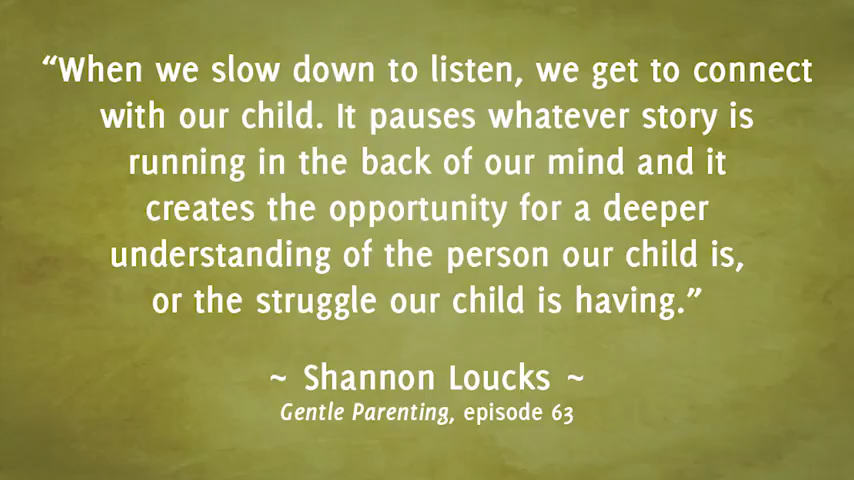 “When we slow down to listen, we get to connect
with our child. It pauses whatever story is
running in the back of our mind and it
creates the opportunity for a deeper
understanding of the person our child is,
or the struggle our child is having.”
~ Shannon Loucks ~
Gentle Parenting, episode 63